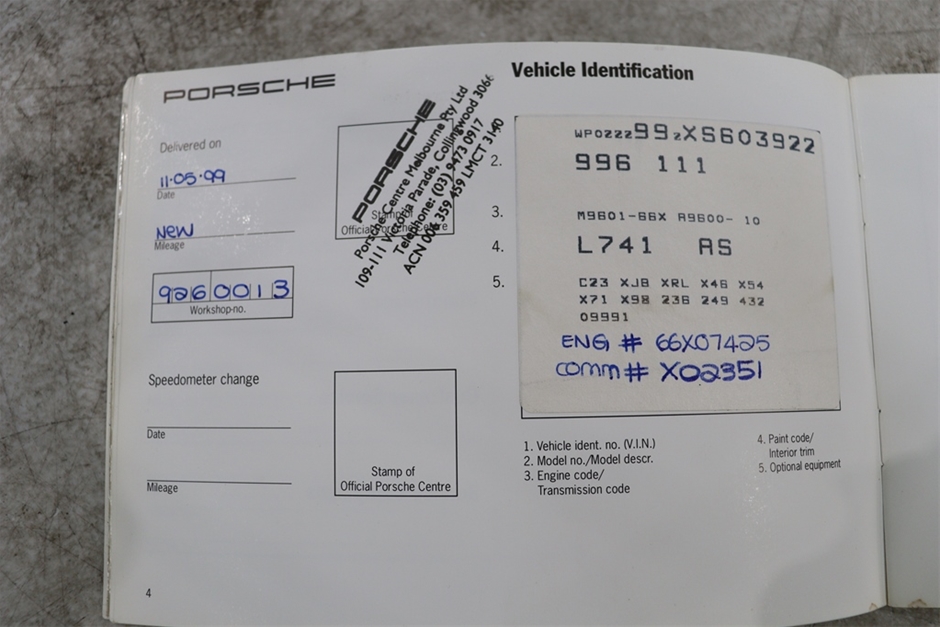 PORSCHE
Delivered on
11·05·99
Date
New
Mileage
9260013
Workshop-no.
PORSCHE
Porsche Centre Melbourne Pty Ltd
109-111 Victoria Parade, Collingwood 3066
Telephone: (03) 9473 0917
ACN 006 359 459 LMCT 3140
Stamp of
Official Porsche Centre
Speedometer change
Date
Mileage
Stamp of
Official Porsche Centre
4
Vehicle Identification
WP0ZZZ99ZXS603922
2. 996 111
3. M9601-66X A9600- 10
4. L741 AS
5. C23 XJB XRL X46 X54
X71 X98 236 249 432
09991
ENG # 66X07425
COMM # X02351
1. Vehicle ident. no. (V.I.N.)
2. Model no./Model descr.
3. Engine code/
Transmission code
4. Paint code/
Interior trim
5. Optional equipment